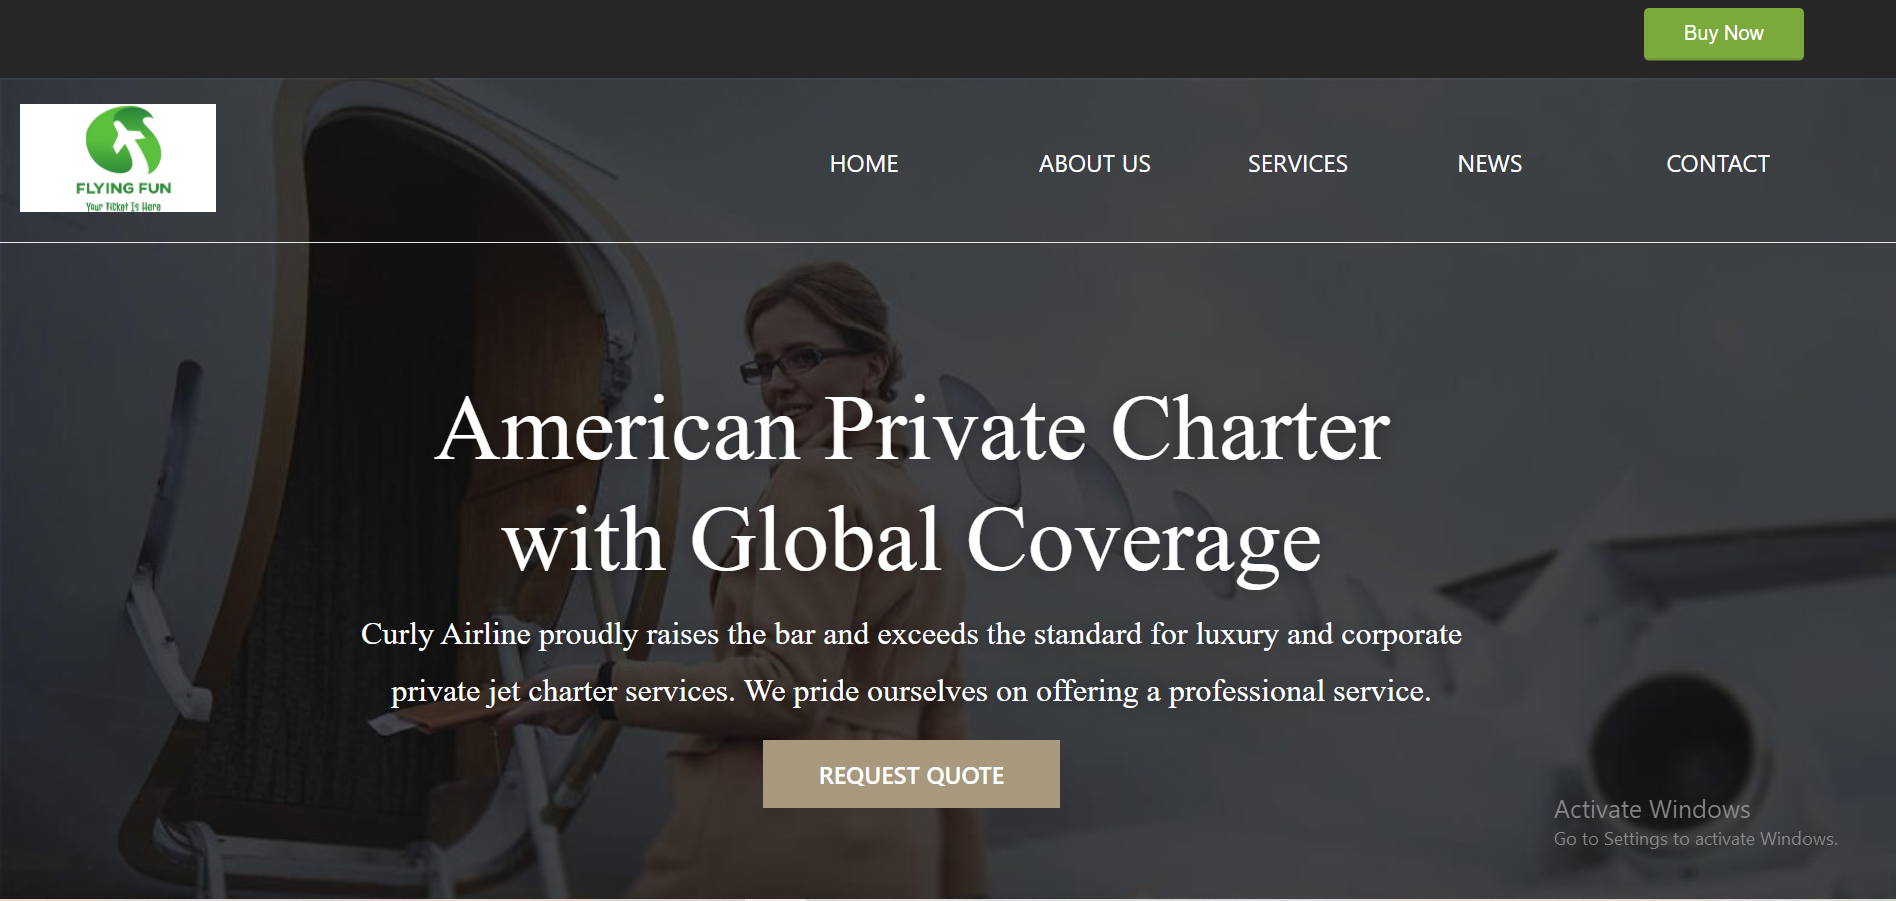 Buy Now
FLYING FUN
Your Ticket Is Here
HOME
ABOUT US
SERVICES
NEWS
CONTACT
American Private Charter
with Global Coverage
Curly Airline proudly raises the bar and exceeds the standard for luxury and corporate
private jet charter services. We pride ourselves on offering a professional service.
REQUEST QUOTE
Activate Windows
Go to Settings to activate Windows.